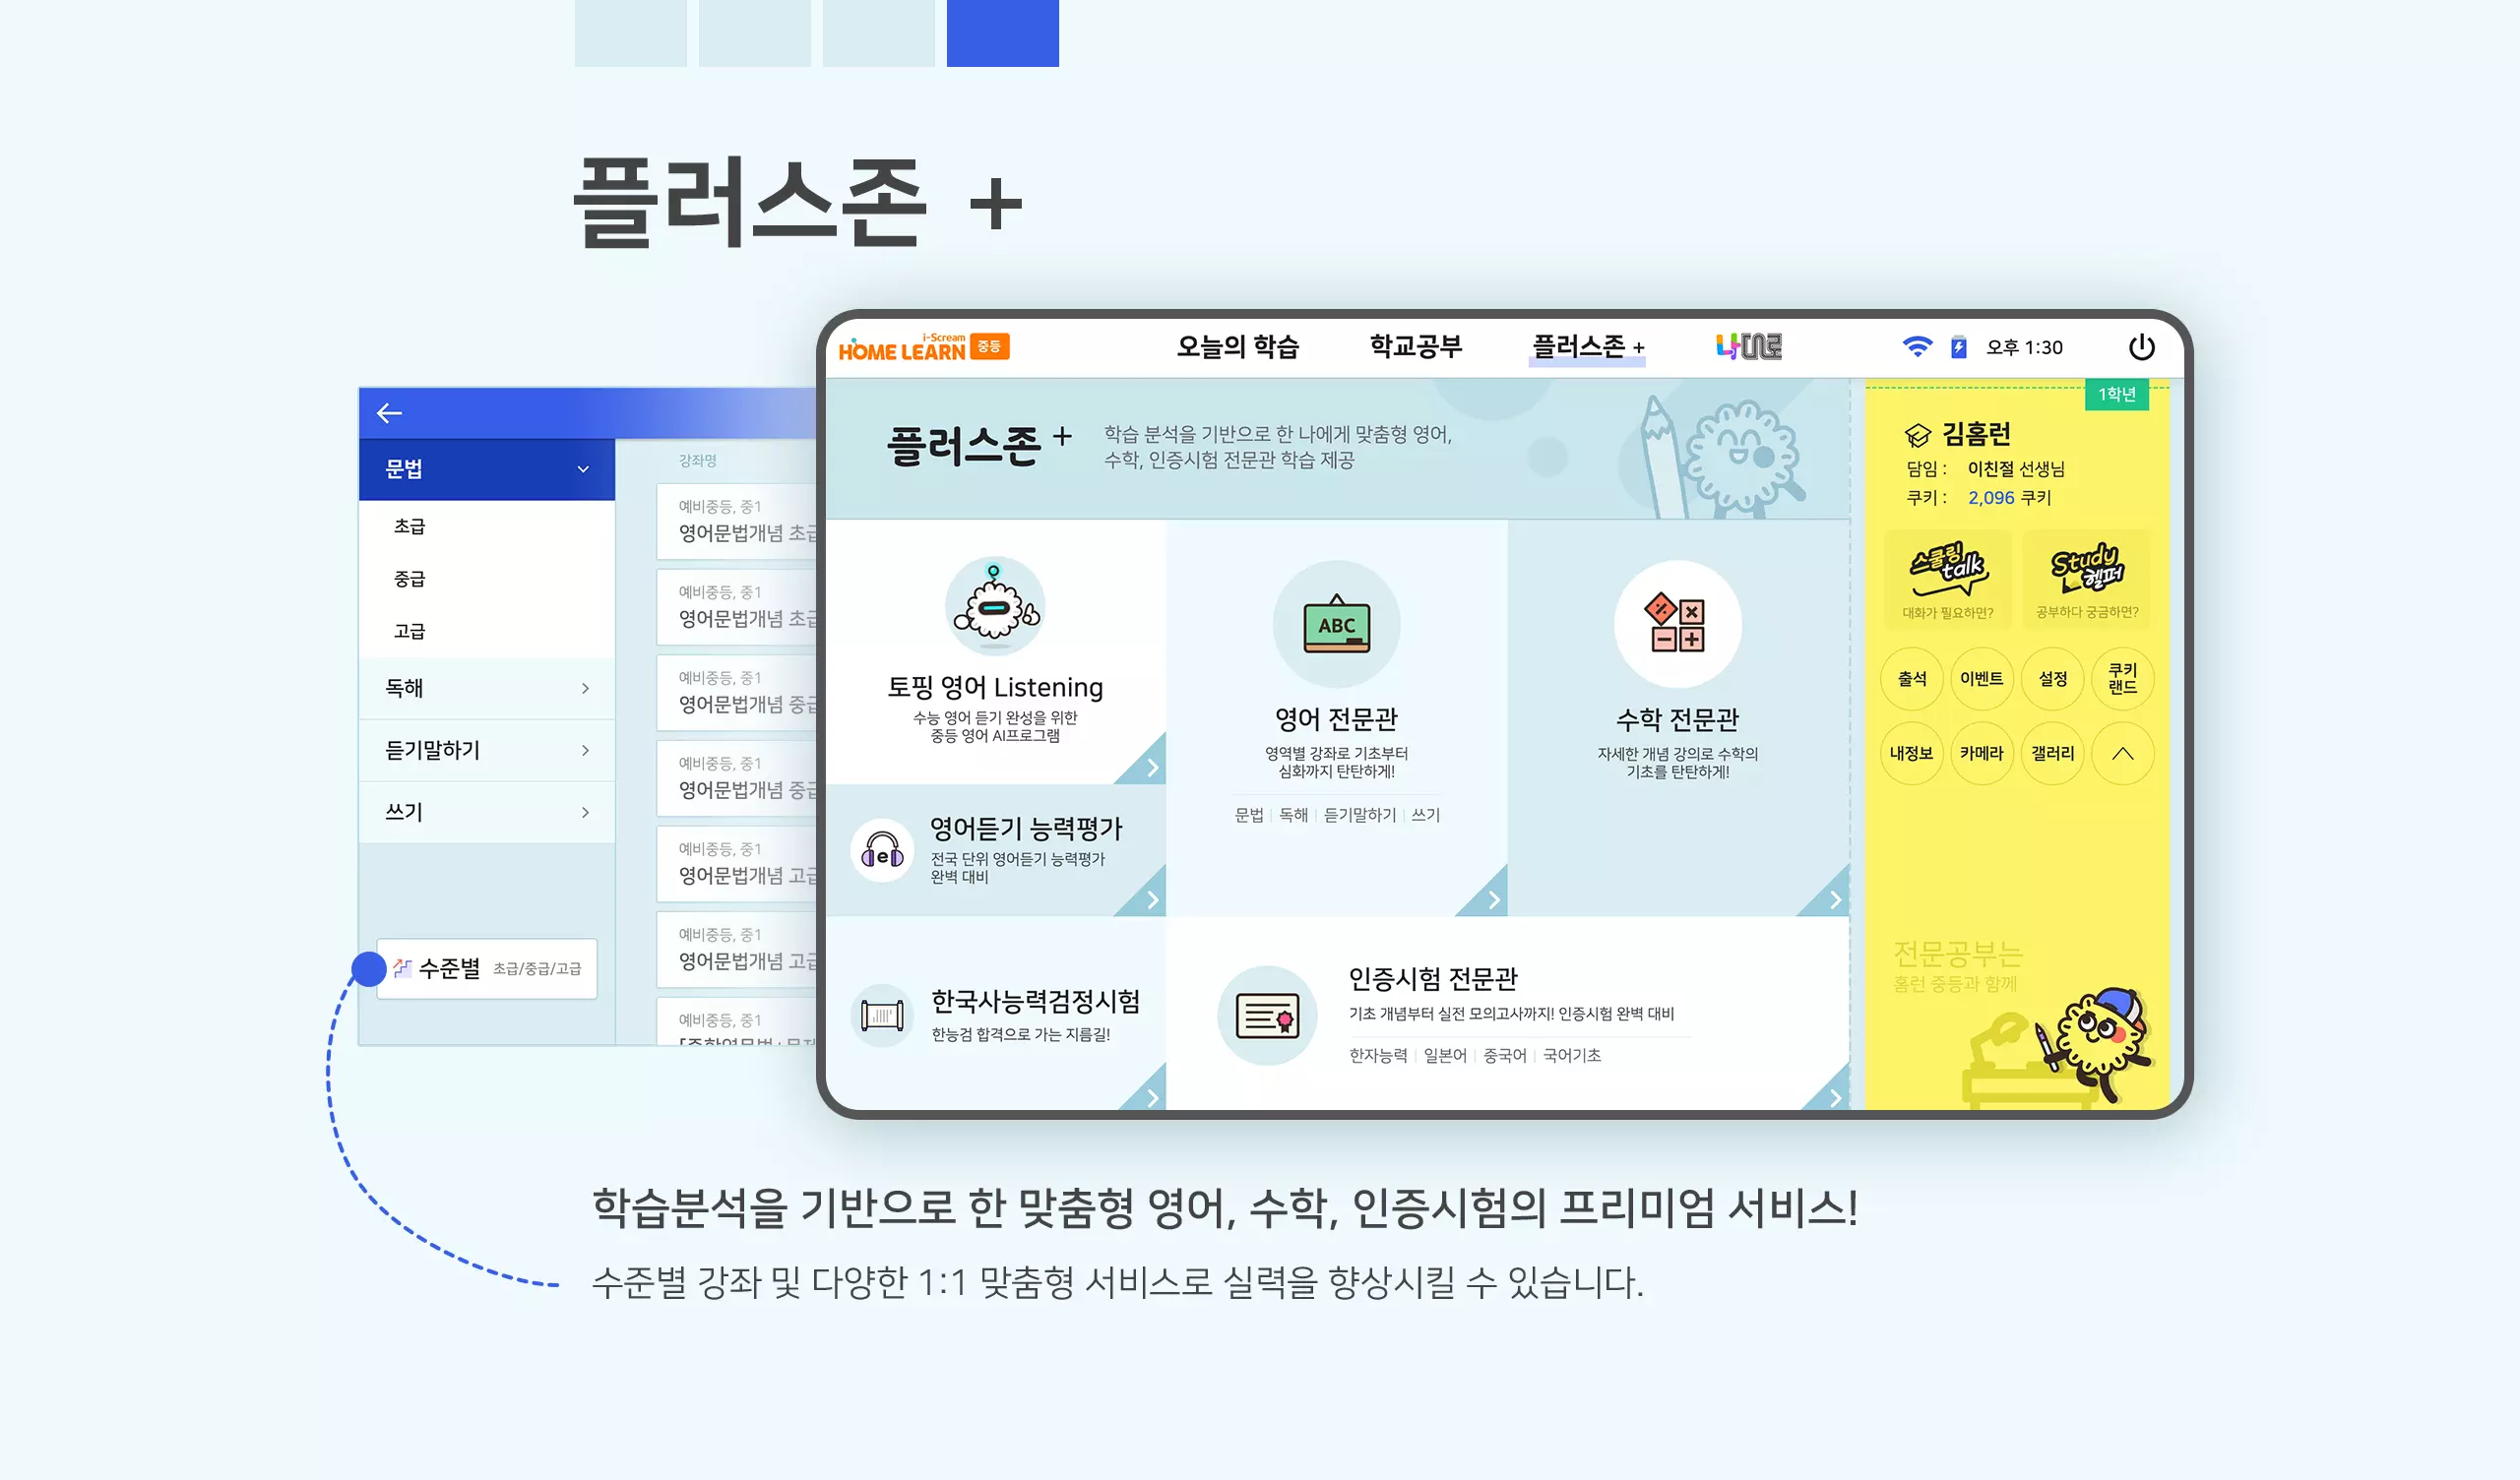 플러스존 +
문법
초급
중급
고급
독해
듣기말하기
쓰기
수준별 초급/중급/고급
강좌명
예비중등, 중1
영어문법개념 초급
예비중등, 중1
영어문법개념 초급
예비중등, 중1
영어문법개념 중급
예비중등, 중1
영어문법개념 중급
예비중등, 중1
영어문법개념 고급
예비중등, 중1
영어문법개념 고급
예비중등, 중1
i-Scream
HOME LEARN 중등
오늘의 학습
학교공부
플러스존 +
오후 1:30
플러스존 +
학습 분석을 기반으로 한 나에게 맞춤형 영어,
수학, 인증시험 전문관 학습 제공
토핑 영어 Listening
수능 영어 듣기 완성을 위한
중등 영어 AI프로그램
e
영어듣기 능력평가
전국 단위 영어듣기 능력평가
완벽 대비
한국사능력검정시험
한능검 합격으로 가는 지름길!
ABC
영어 전문관
영역별 강좌로 기초부터
심화까지 탄탄하게!
문법 | 독해 | 듣기말하기 | 쓰기
수학 전문관
자세한 개념 강의로 수학의
기초를 탄탄하게!
인증시험 전문관
기초 개념부터 실전 모의고사까지! 인증시험 완벽 대비
한자능력 | 일본어 | 중국어 | 국어기초
1학년
김홈런
담임 : 이친절 선생님
쿠키 : 2,096 쿠키
스쿨링
talk
대화가 필요하면?
Study
헬퍼
공부하다 궁금하면?
출석
이벤트
설정
쿠키
랜드
내정보
카메라
갤러리
전문공부는
홈런 중등과 함께
학습분석을 기반으로 한 맞춤형 영어, 수학, 인증시험의 프리미엄 서비스!
수준별 강좌 및 다양한 1:1 맞춤형 서비스로 실력을 향상시킬 수 있습니다.